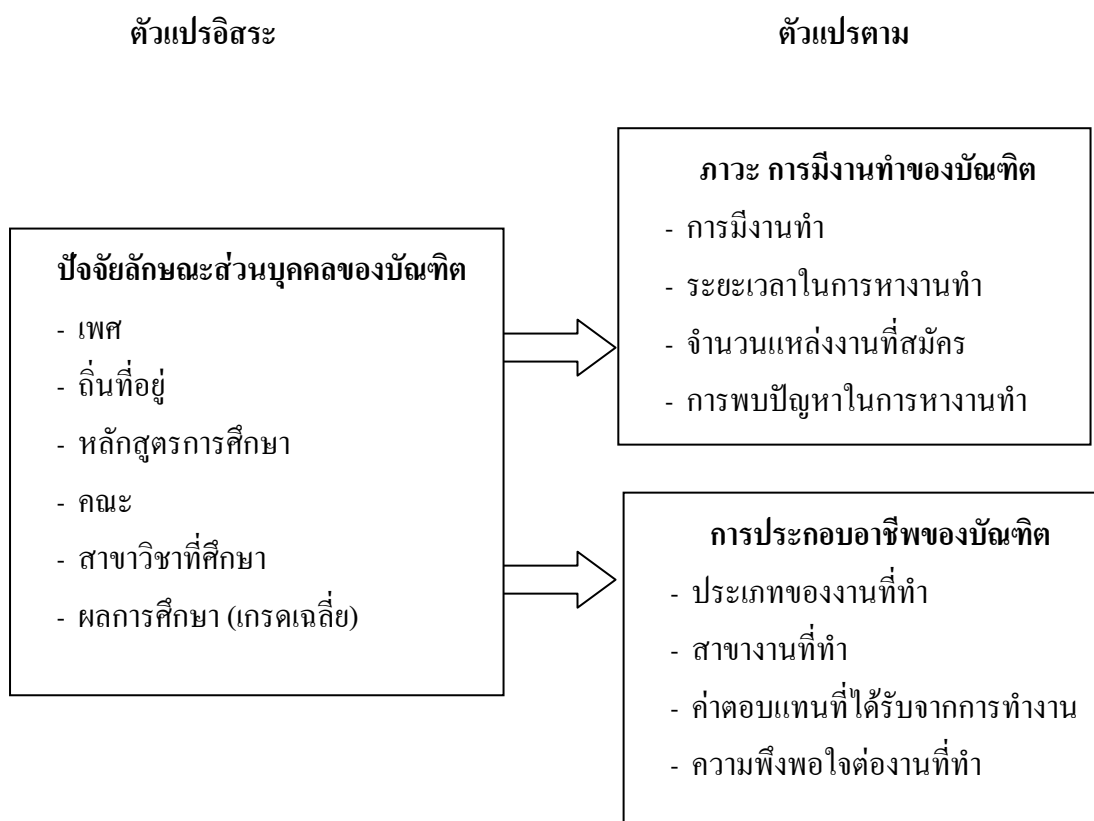 ตัวแปรอิสระ
ตัวแปรตาม
ปัจจัยลักษณะส่วนบุคคลของบัณฑิต
- เพศ
- ถิ่นที่อยู่
- หลักสูตรการศึกษา
- คณะ
- สาขาวิชาที่ศึกษา
- ผลการศึกษา (เกรดเฉลี่ย)
ภาวะ การมีงานทำของบัณฑิต
- การมีงานทำ
- ระยะเวลาในการหางานทำ
- จำนวนแหล่งงานที่สมัคร
- การพบปัญหาในการหางานทำ
การประกอบอาชีพของบัณฑิต
- ประเภทของงานที่ทำ
- สาขางานที่ทำ
- ค่าตอบแทนที่ได้รับจากการทำงาน
- ความพึงพอใจต่องานที่ทำ